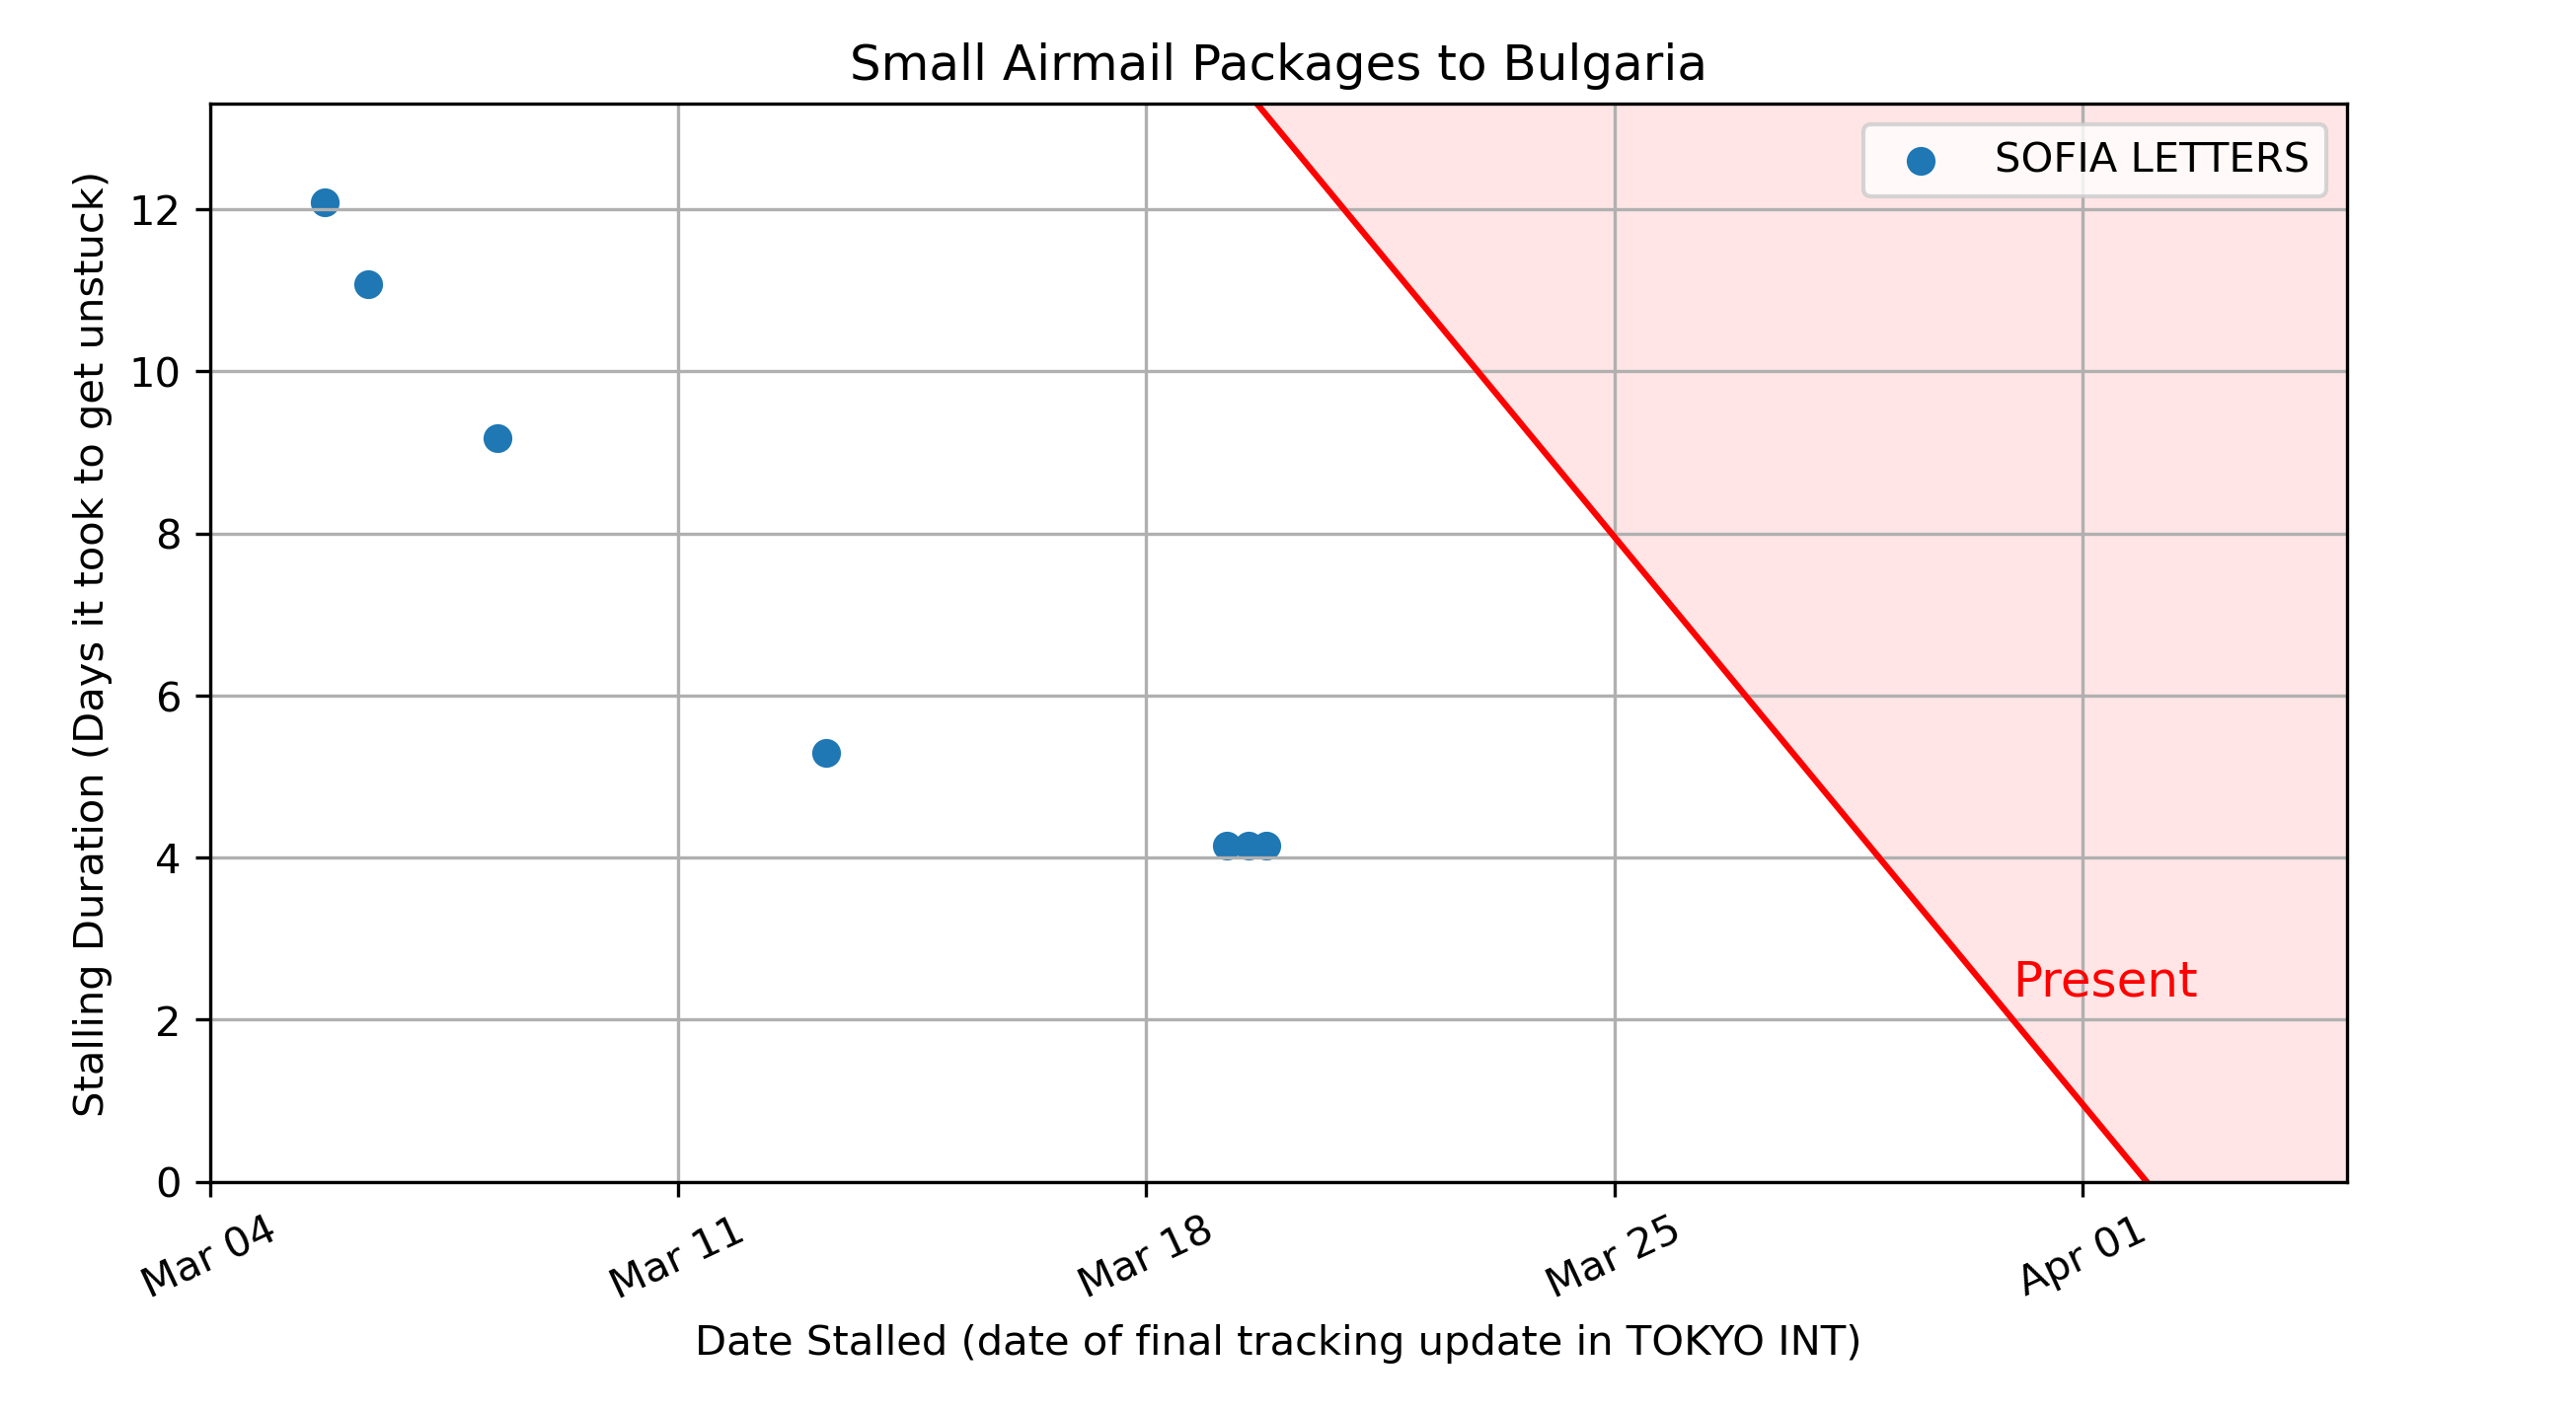 Small Airmail Packages to Bulgaria
SOFIA LETTERS
Stalling Duration (Days it took to get unstuck)
12
10
8
6
4
2
0
Present
Mar 04
Mar 11
Mar 18
Mar 25
Apr 01
Date Stalled (date of final tracking update in TOKYO INT)